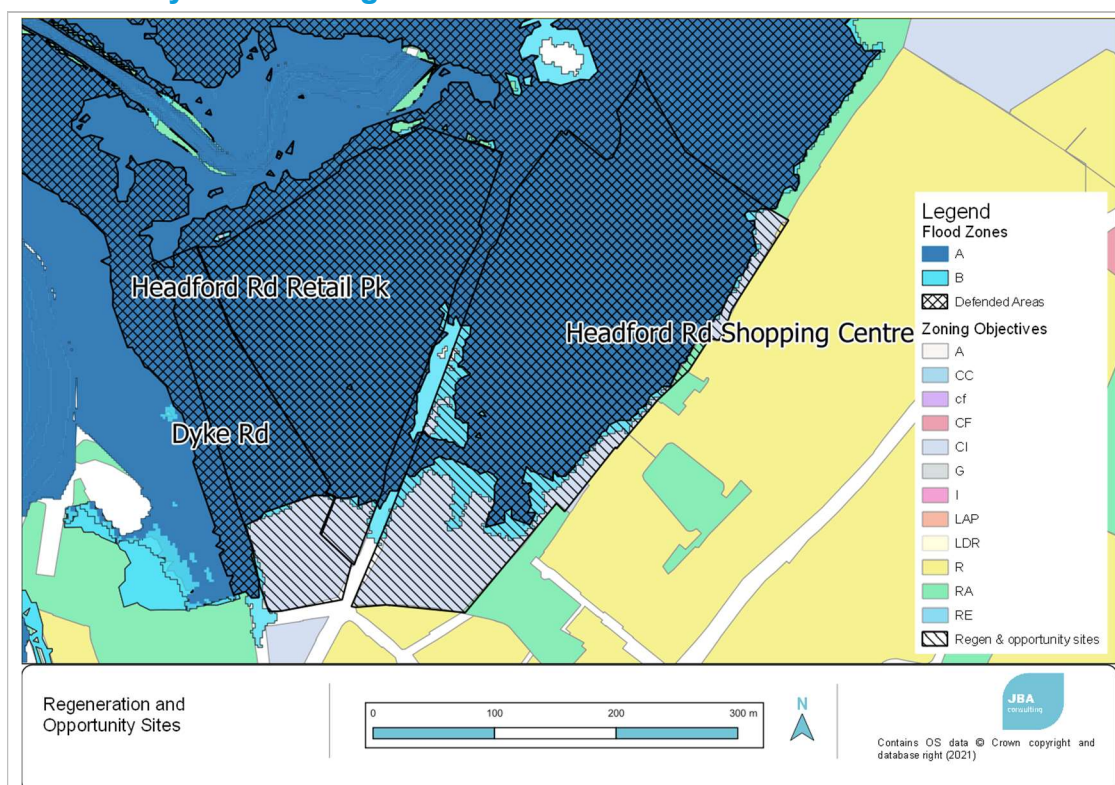 Headford Rd Retail Pk
Headford Rd Shopping Centre
Dyke Rd
Legend
Flood Zones
A
B
Defended Areas
Zoning Objectives
A
CC
cf
CF
CI
G
I
LAP
LDR
R
RA
RE
Regen & opportunity sites
Regeneration and
Opportunity Sites
0 100 200 300 m
N
JBA
consulting
Contains OS data © Crown copyright and
database right (2021)